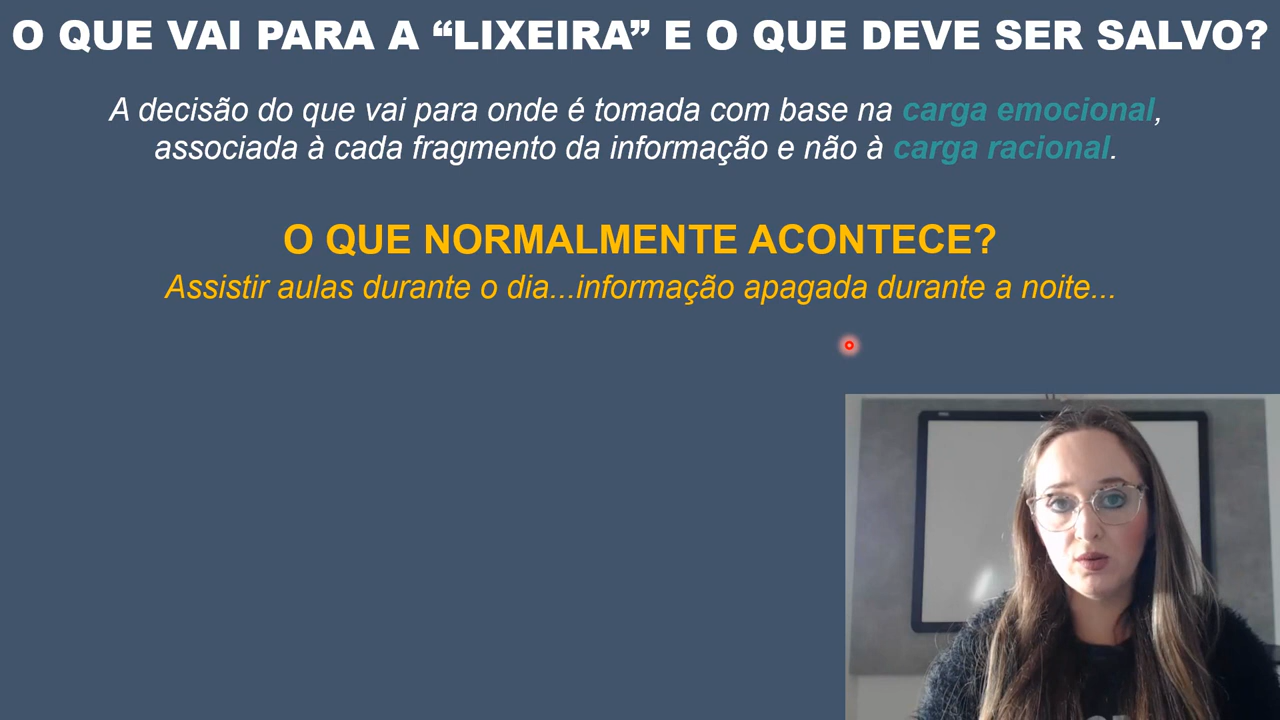 O QUE VAI PARA A “LIXEIRA” E O QUE DEVE SER SALVO?
A decisão do que vai para onde é tomada com base na carga emocional,
associada à cada fragmento da informação e não à carga racional.
O QUE NORMALMENTE ACONTECE?
Assistir aulas durante o dia...informação apagada durante a noite...